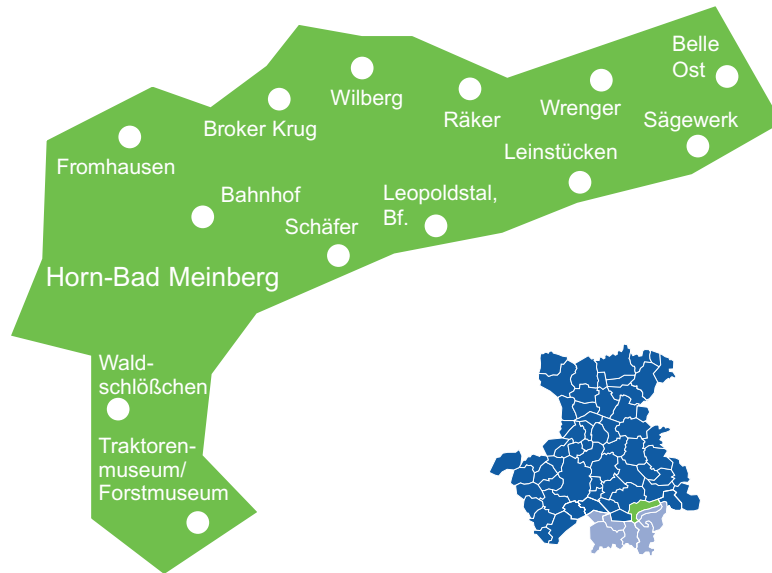 Belle
Ost
Wilberg
Wrenger
Räker
Broker Krug
Sägewerk
Leinstücken
Fromhausen
Bahnhof
Leopoldstal,
Bf.
Schäfer
Horn-Bad Meinberg
Wald-
schlößchen
Traktoren-
museum/
Forstmuseum